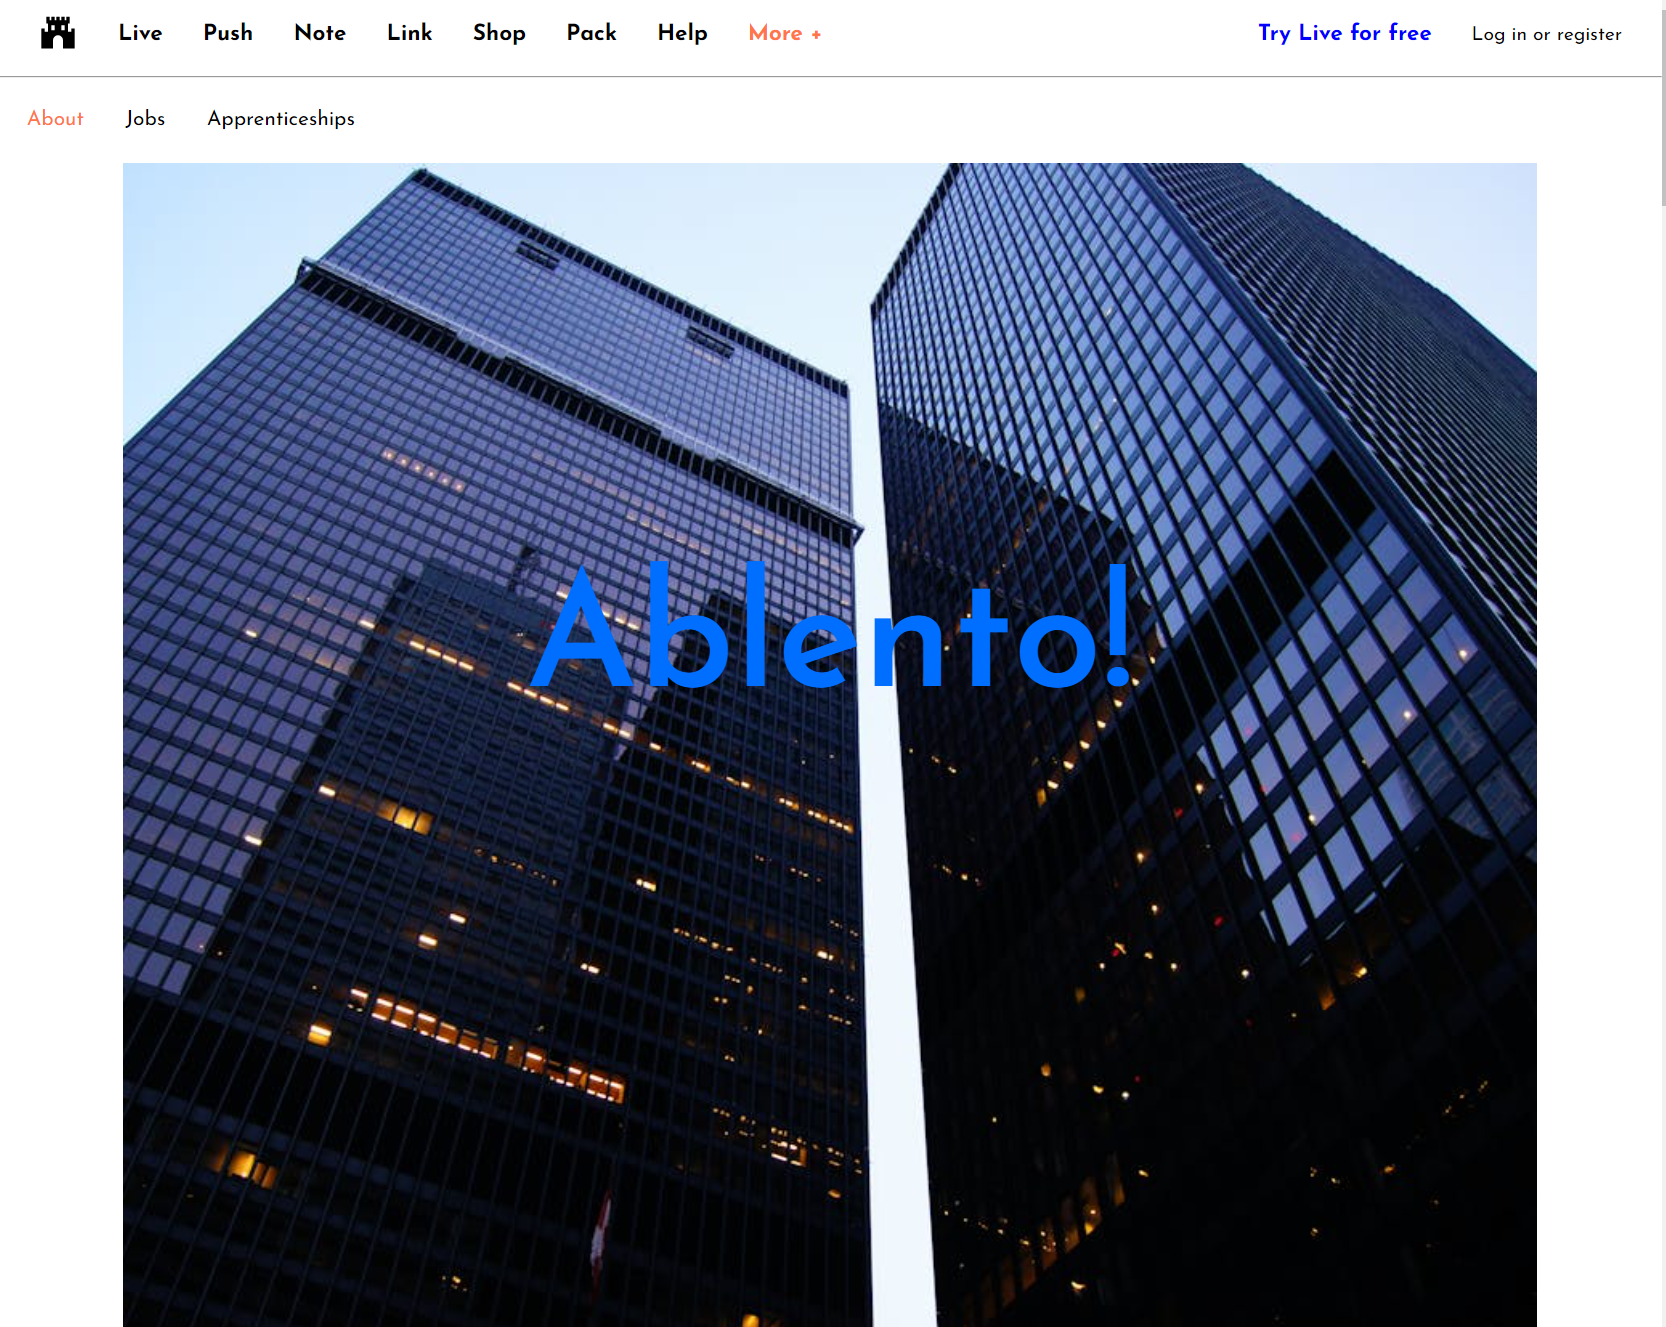 Live Push Note Link Shop Pack Help More + Try Live for free Log in or register
About Jobs Apprenticeships
Ablento!